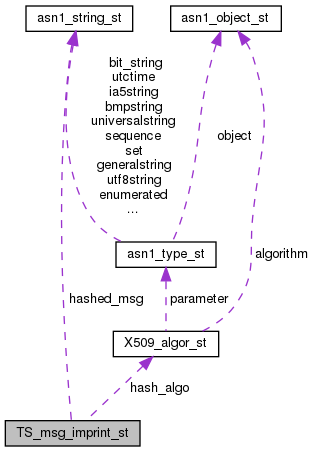 asn1_string_st
asn1_object_st
bit_string
utctime
ia5string
bmpstring
universalstring
sequence
set
generalstring
utf8string
enumerated
...
object
asn1_type_st
algorithm
hashed_msg
parameter
X509_algor_st
hash_algo
TS_msg_imprint_st